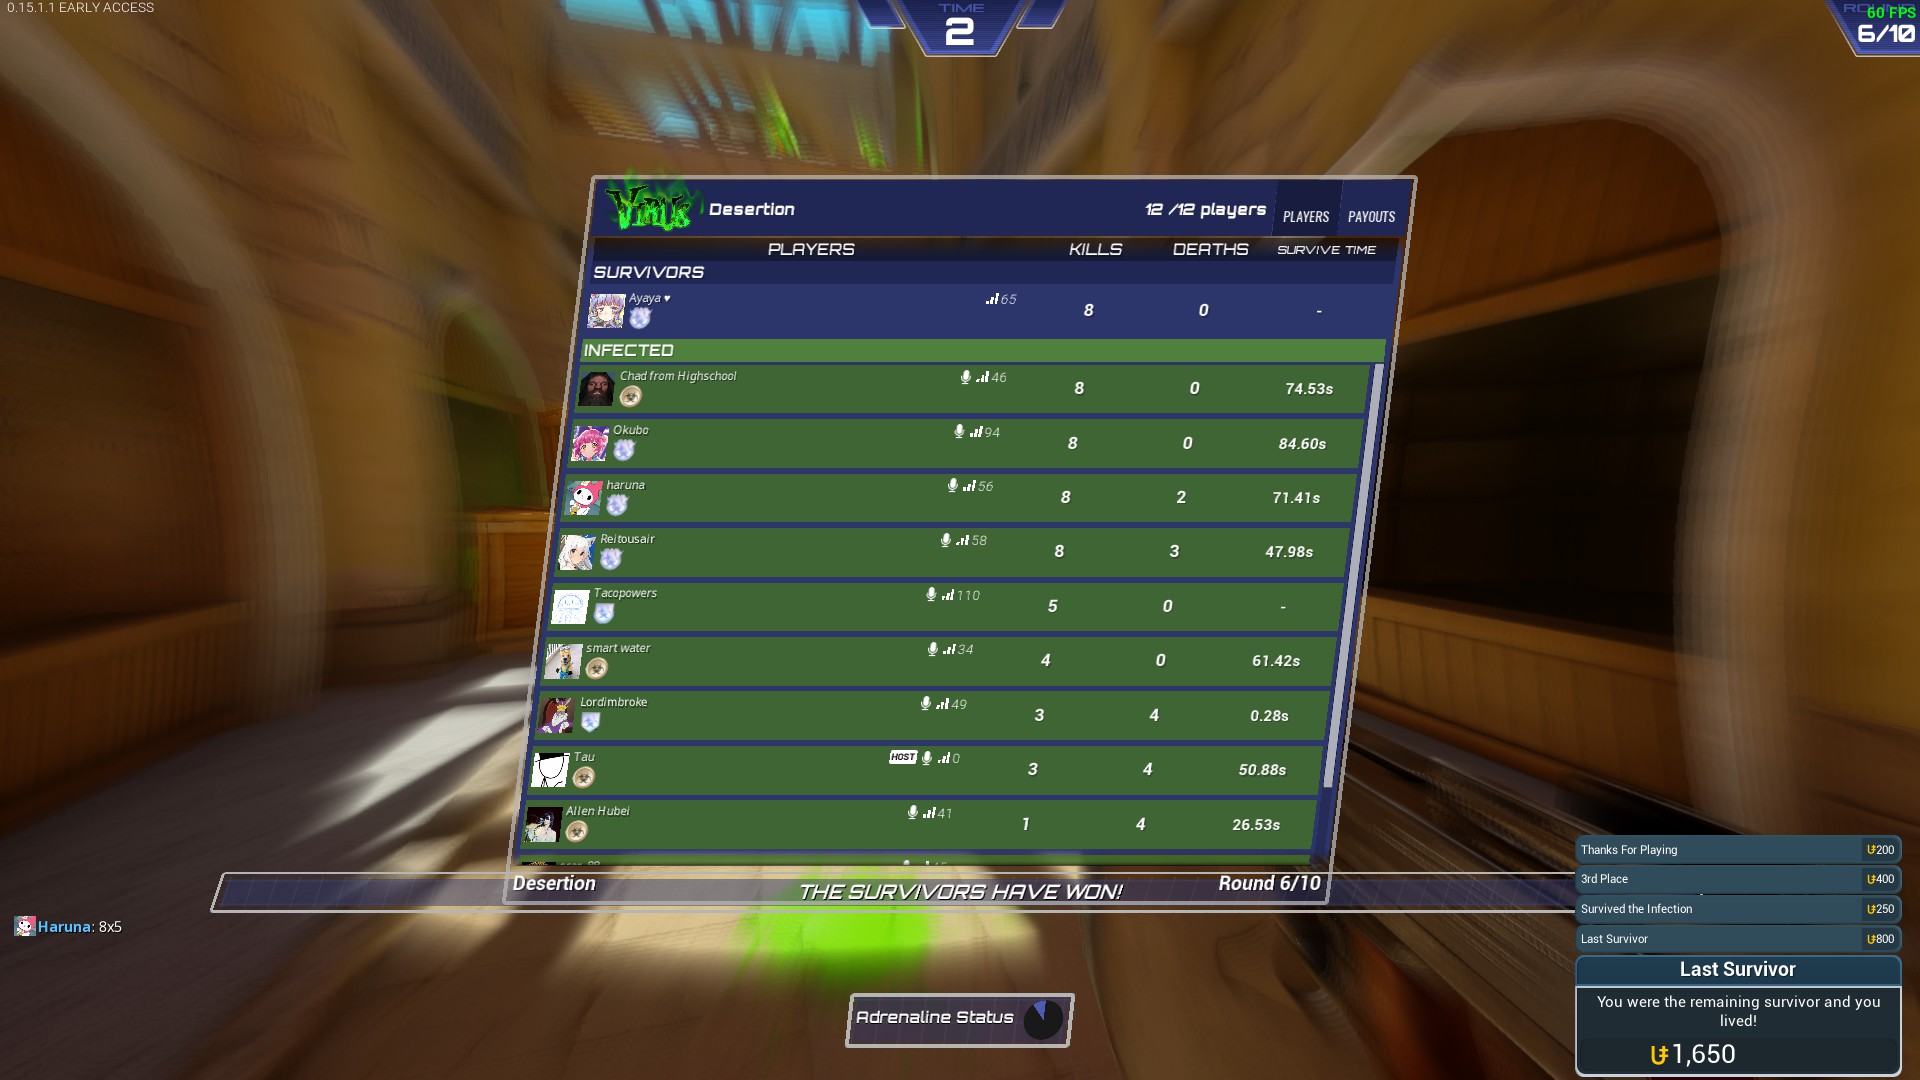 0.15.1.1 EARLY ACCESS
TIME
2
60 FPS
6/10
VIRUS
Desertion
12 /12 players
PLAYERS
PAYOUTS
PLAYERS KILLS DEATHS SURVIVE TIME
SURVIVORS
Ayaya ♥ 65 8 0 -
INFECTED
Chad from Highschool 46 8 0 74.53s
Okubo 94 8 0 84.60s
haruna 56 8 2 71.41s
Reitousair 58 8 3 47.98s
Tacopowers 110 5 0 -
smart water 34 4 0 61.42s
Lordimbroke 49 3 4 0.28s
Tau HOST 0 3 4 50.88s
Allen Hubei 41 1 4 26.53s
Desertion
THE SURVIVORS HAVE WON!
Round 6/10
Haruna: 8x5
Adrenaline Status
Thanks For Playing 200
3rd Place 400
Survived the Infection 250
Last Survivor 800
Last Survivor
You were the remaining survivor and you
lived!
1,650